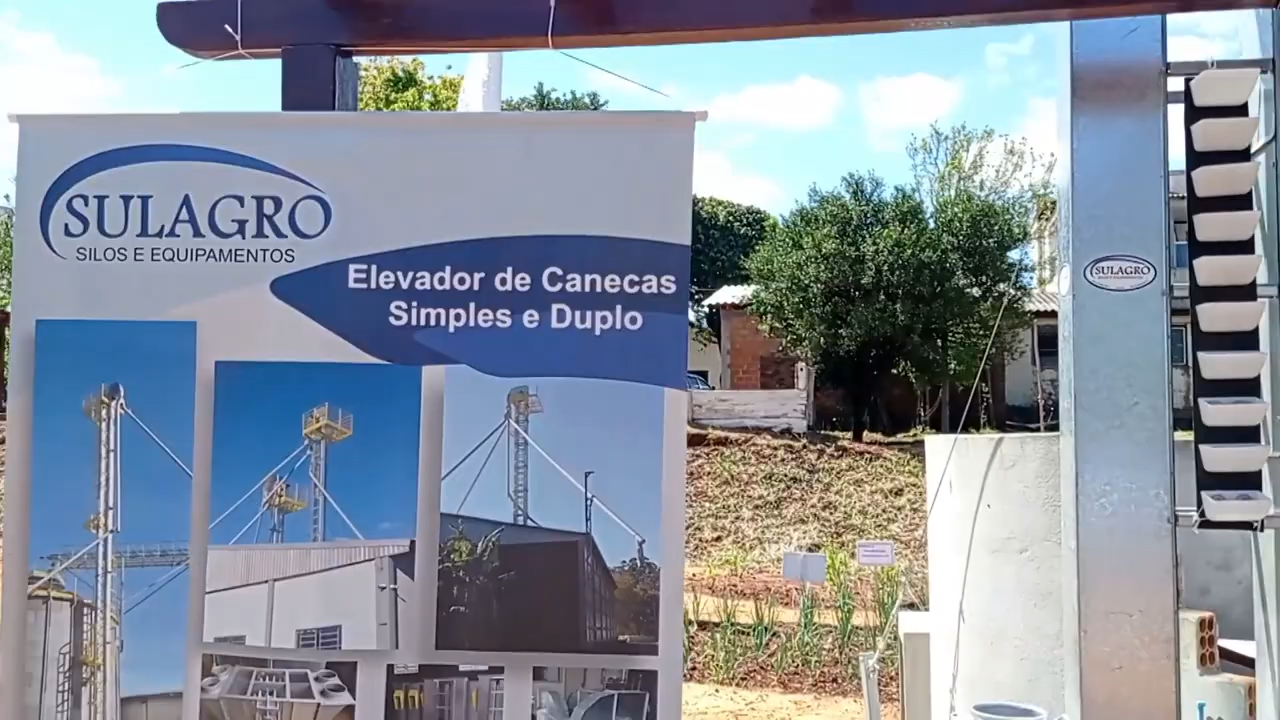 SULAGRO
SILOS E EQUIPAMENTOS
Elevador de Canecas
Simples e Duplo
SULAGRO